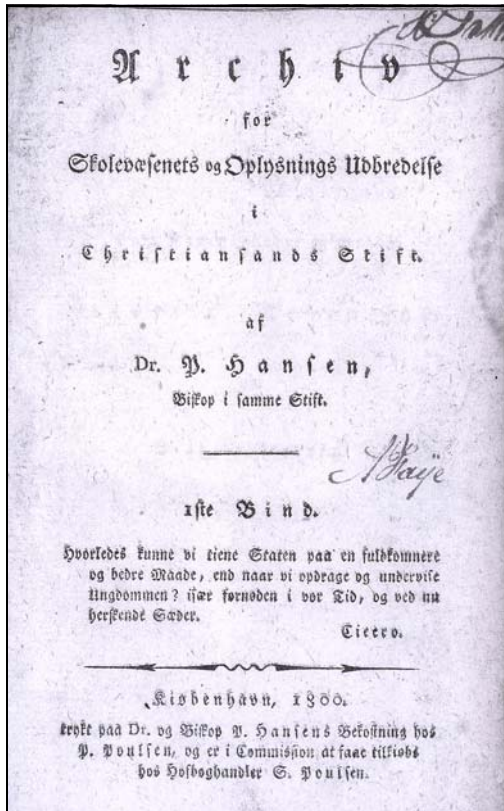 Archiv
for
Skolevæsenets og Oplysnings Udbredelse
i
Christiansands Stift.
af
Dr. P. Hansen,
Biskop i samme Stift.
A Faye
1ste Bind.
Hvorledes kunne vi tiene Staten paa en fuldkomnere
og bedre Maade, end naar vi opdrage og undervise
Ungdommen? især fornøden i vor Tid, og ved nu
herskende Sæder.
Cicero.
Kiøbenhavn, 1800.
trykt paa Dr. og Biskop P. Hansens Bekostning hos
P. Poulsen, og er i Commission at faae tilkiøbs
hos Hofboghandler S. Poulsen.